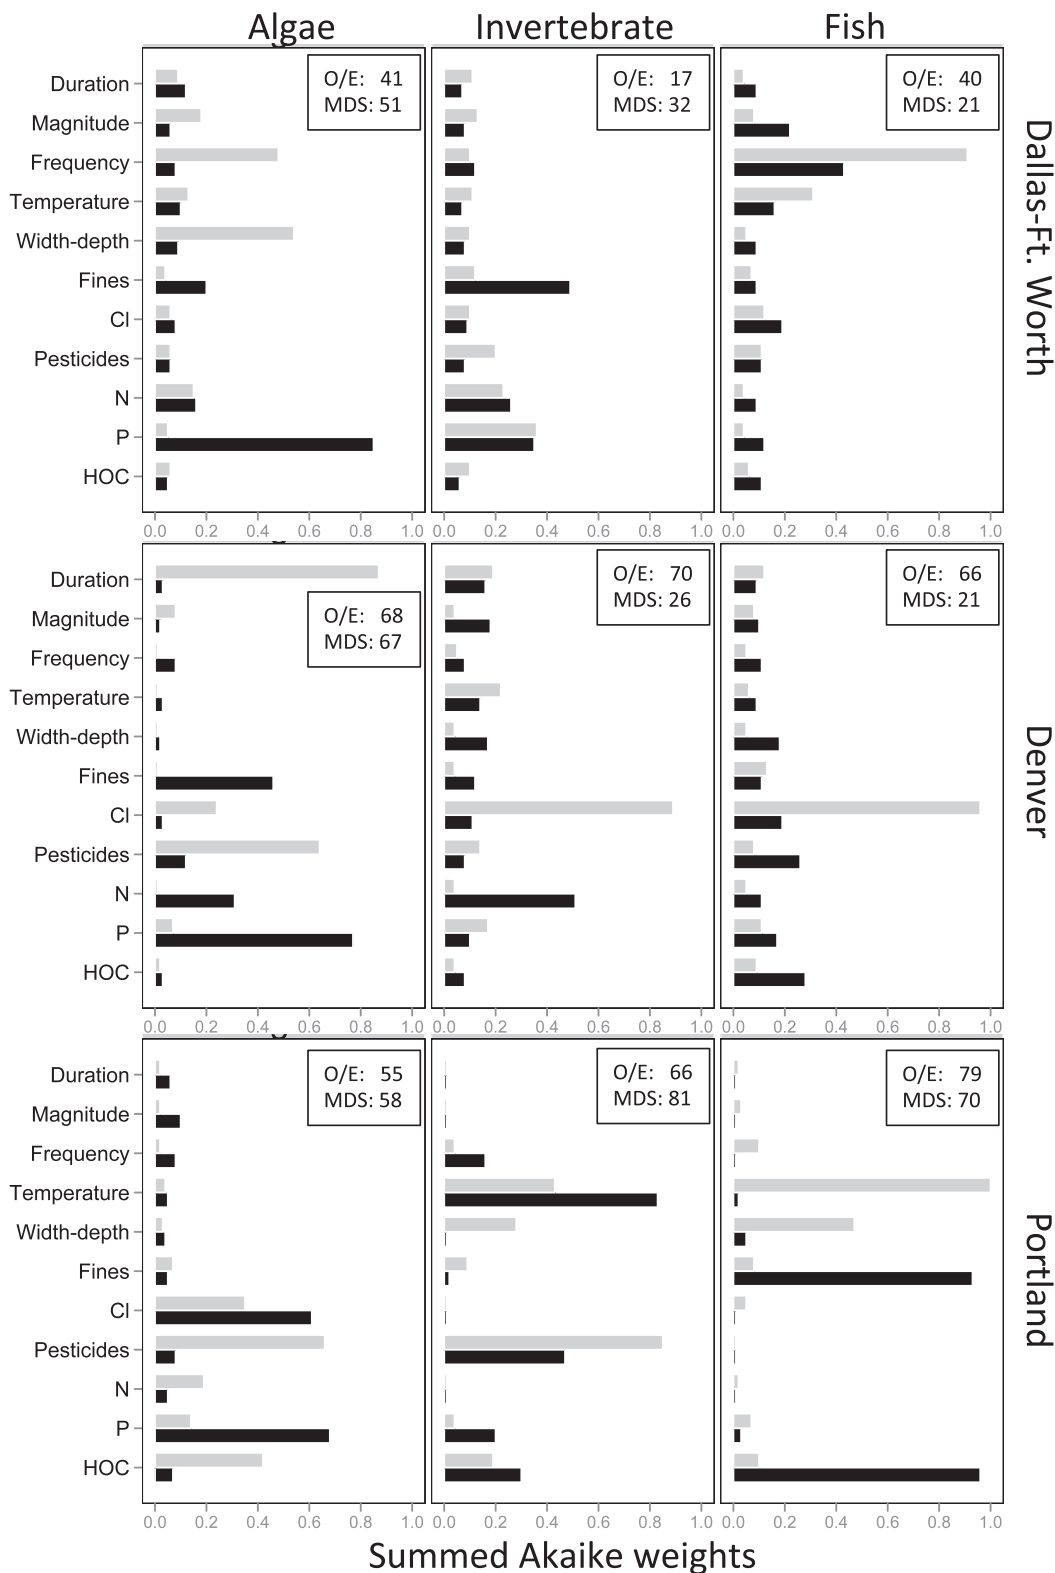 Algae Invertebrate Fish
Dallas-Ft. Worth
Duration
Magnitude
Frequency
Temperature
Width-depth
Fines
Cl
Pesticides
N
P
HOC
O/E: 41
MDS: 51
O/E: 17
MDS: 32
O/E: 40
MDS: 21
0.0 0.2 0.4 0.6 0.8 1.0 0.0 0.2 0.4 0.6 0.8 1.0 0.0 0.2 0.4 0.6 0.8 1.0
Denver
Duration
Magnitude
Frequency
Temperature
Width-depth
Fines
Cl
Pesticides
N
P
HOC
O/E: 68
MDS: 67
O/E: 70
MDS: 26
O/E: 66
MDS: 21
0.0 0.2 0.4 0.6 0.8 1.0 0.0 0.2 0.4 0.6 0.8 1.0 0.0 0.2 0.4 0.6 0.8 1.0
Portland
Duration
Magnitude
Frequency
Temperature
Width-depth
Fines
Cl
Pesticides
N
P
HOC
O/E: 55
MDS: 58
O/E: 66
MDS: 81
O/E: 79
MDS: 70
0.0 0.2 0.4 0.6 0.8 1.0 0.0 0.2 0.4 0.6 0.8 1.0 0.0 0.2 0.4 0.6 0.8 1.0
Summed Akaike weights